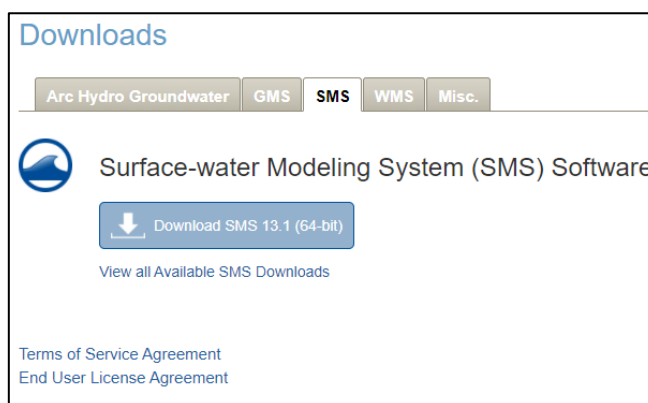 Downloads
Arc Hydro Groundwater GMS SMS WMS Misc.
Surface-water Modeling System (SMS) Software
Download SMS 13.1 (64-bit)
View all Available SMS Downloads
Terms of Service Agreement
End User License Agreement